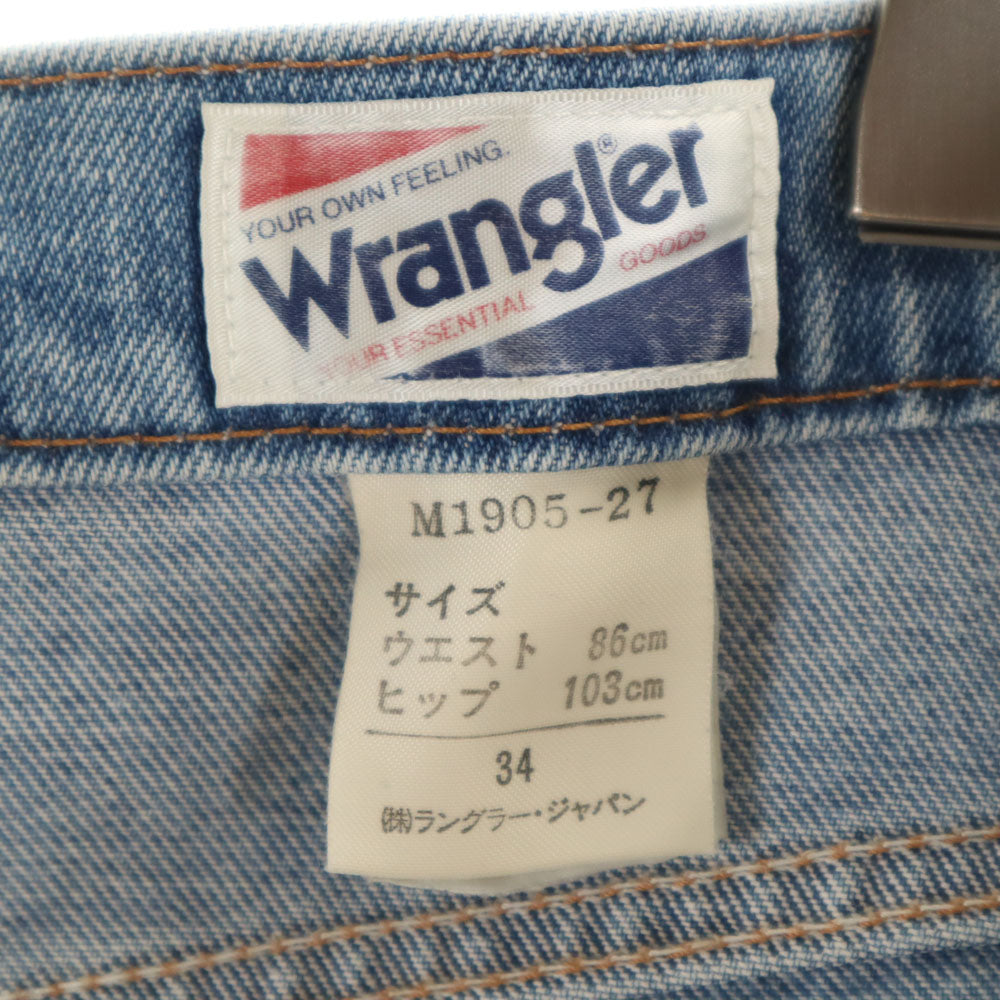 YOUR OWN FEELING.
Wrangler®
YOUR ESSENTIAL GOODS
M1905-27
サイズ
ウエスト 86cm
ヒップ 103cm
34
㈱ラングラー・ジャパン